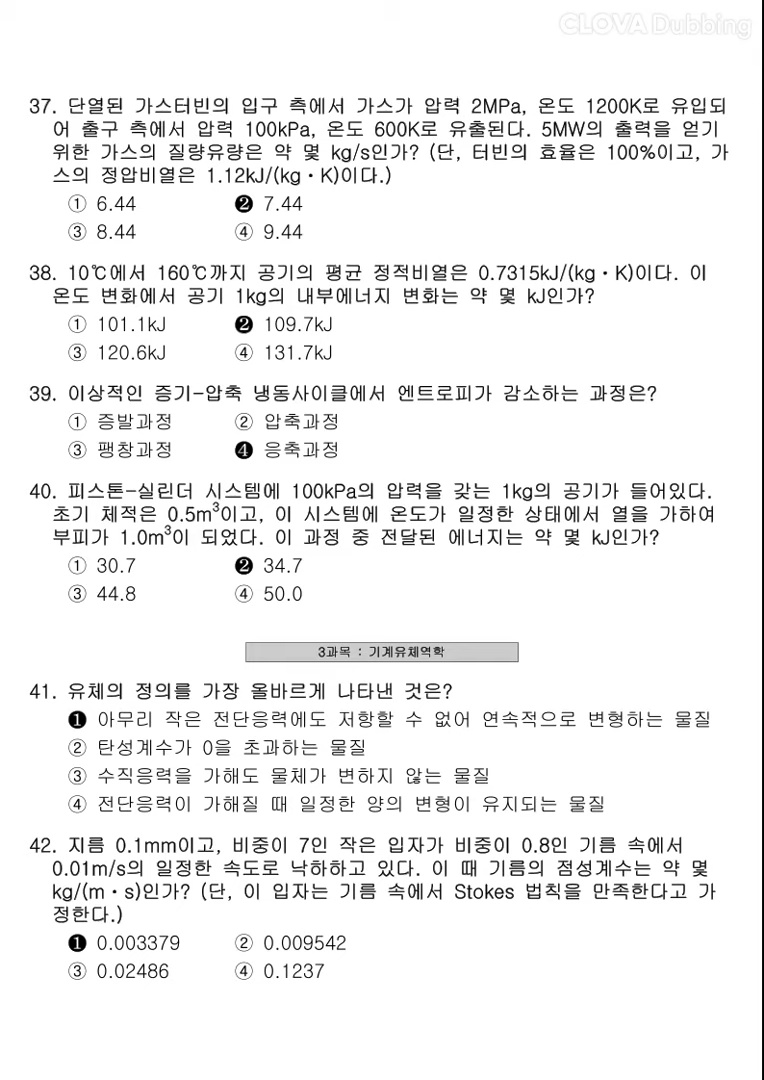 CLOVA Dubbing
37. 단열된 가스터빈의 입구 측에서 가스가 압력 2MPa, 온도 1200K로 유입되
어 출구 측에서 압력 100kPa, 온도 600K로 유출된다. 5MW의 출력을 얻기
위한 가스의 질량유량은 약 몇 kg/s인가? (단, 터빈의 효율은 100%이고, 가
스의 정압비열은 1.12kJ/(kg·K)이다.)
① 6.44 ❷ 7.44
③ 8.44 ④ 9.44
38. 10℃에서 160℃까지 공기의 평균 정적비열은 0.7315kJ/(kg·K)이다. 이
온도 변화에서 공기 1kg의 내부에너지 변화는 약 몇 kJ인가?
① 101.1kJ ❷ 109.7kJ
③ 120.6kJ ④ 131.7kJ
39. 이상적인 증기-압축 냉동사이클에서 엔트로피가 감소하는 과정은?
① 증발과정 ② 압축과정
③ 팽창과정 ❹ 응축과정
40. 피스톤-실린더 시스템에 100kPa의 압력을 갖는 1kg의 공기가 들어있다.
초기 체적은 0.5m³이고, 이 시스템에 온도가 일정한 상태에서 열을 가하여
부피가 1.0m³이 되었다. 이 과정 중 전달된 에너지는 약 몇 kJ인가?
① 30.7 ❷ 34.7
③ 44.8 ④ 50.0
3과목 : 기계유체역학
41. 유체의 정의를 가장 올바르게 나타낸 것은?
❶ 아무리 작은 전단응력에도 저항할 수 없어 연속적으로 변형하는 물질
② 탄성계수가 0을 초과하는 물질
③ 수직응력을 가해도 물체가 변하지 않는 물질
④ 전단응력이 가해질 때 일정한 양의 변형이 유지되는 물질
42. 지름 0.1mm이고, 비중이 7인 작은 입자가 비중이 0.8인 기름 속에서
0.01m/s의 일정한 속도로 낙하하고 있다. 이 때 기름의 점성계수는 약 몇
kg/(m·s)인가? (단, 이 입자는 기름 속에서 Stokes 법칙을 만족한다고 가
정한다.)
❶ 0.003379 ② 0.009542
③ 0.02486 ④ 0.1237